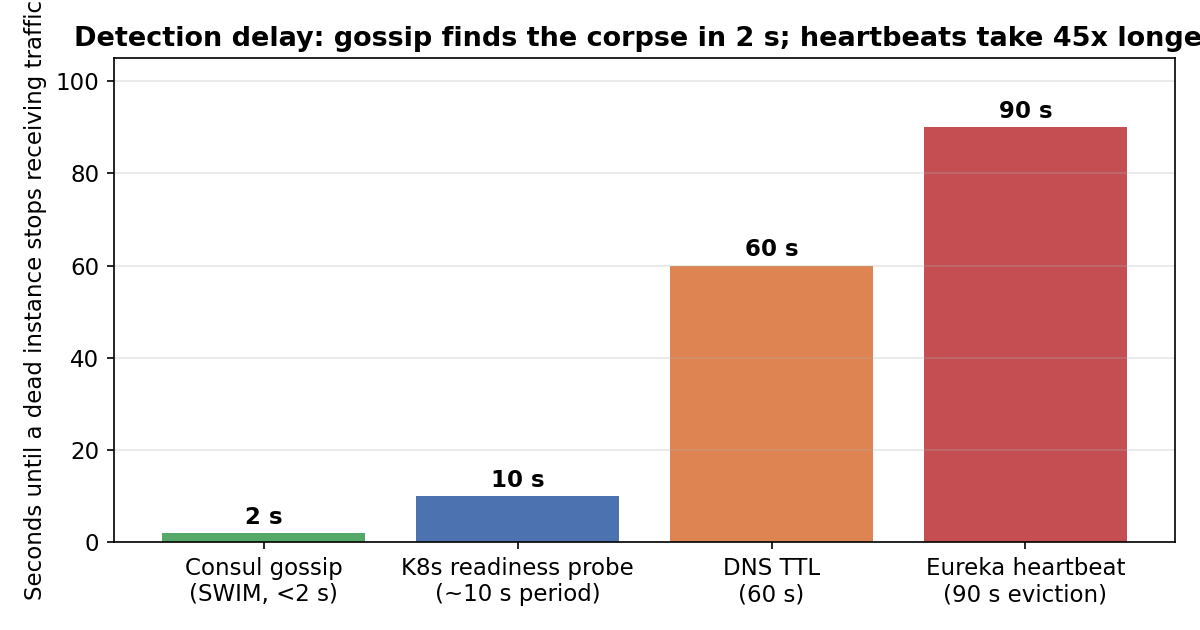 Detection delay: gossip finds the corpse in 2 s; heartbeats take 45x longe
Seconds until a dead instance stops receiving traffic
100
80
60
40
20
0
2 s
10 s
60 s
90 s
Consul gossip
(SWIM, <2 s)
K8s readiness probe
(~10 s period)
DNS TTL
(60 s)
Eureka heartbeat
(90 s eviction)